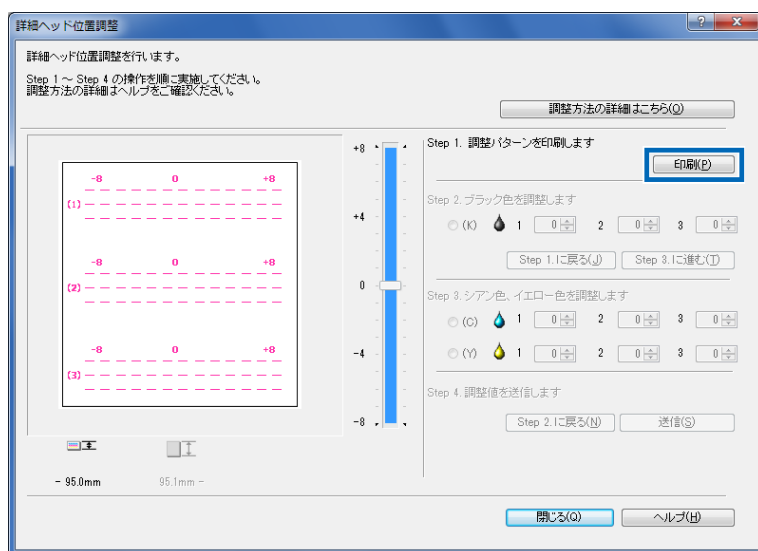 詳細ヘッド位置調整
詳細ヘッド位置調整を行います。
Step 1 ～ Step 4 の操作を順に実施してください。
調整方法の詳細はヘルプをご確認ください。
調整方法の詳細はこちら(O)
-8 0 +8
(1)
-8 0 +8
(2)
-8 0 +8
(3)
- 95.0mm
95.1mm -
+8
+4
0
-4
-8
Step 1. 調整パターンを印刷します
印刷(P)
Step 2. ブラック色を調整します
(K) 1 0 2 0 3 0
Step 1.に戻る(J) Step 3.に進む(T)
Step 3. シアン色、イエロー色を調整します
(C) 1 0 2 0 3 0
(Y) 1 0 2 0 3 0
Step 4. 調整値を送信します
Step 2.に戻る(N) 送信(S)
閉じる(Q) ヘルプ(H)